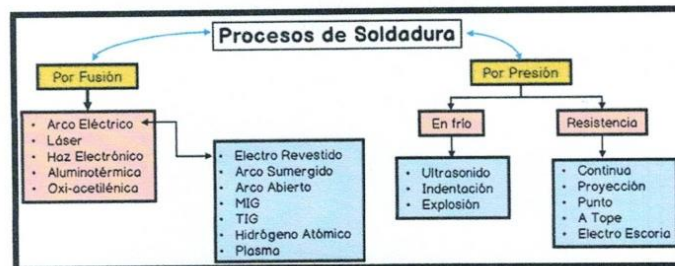 Procesos de Soldadura
Por Fusión
• Arco Eléctrico
• Láser
• Haz Electrónico
• Aluminotérmica
• Oxi-acetilénica
• Electro Revestido
• Arco Sumergido
• Arco Abierto
• MIG
• TIG
• Hidrógeno Atómico
• Plasma
Por Presión
En frío
• Ultrasonido
• Indentación
• Explosión
Resistencia
• Continua
• Proyección
• Punto
• A Tope
• Electro Escoria